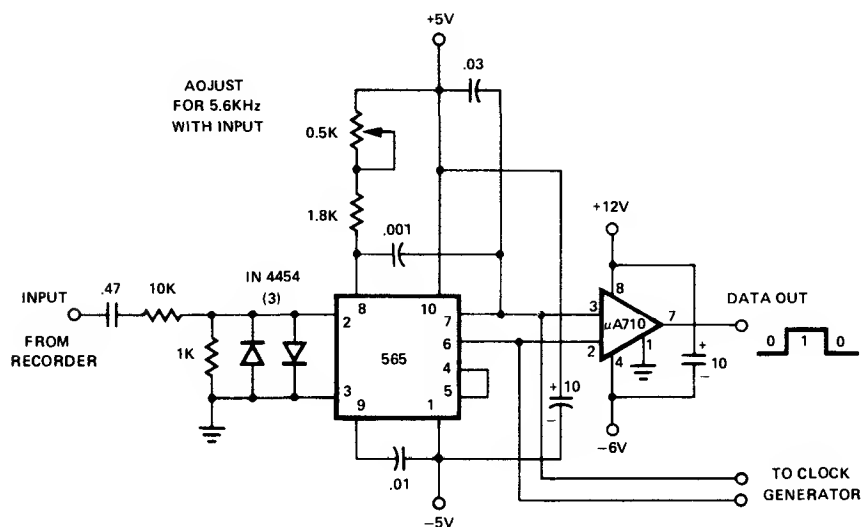 +5V
.03
AOJUST
FOR 5.6KHz
WITH INPUT
0.5K
1.8K
.001
+12V
INPUT
.47
10K
IN 4454
(3)
8
10
7
2
6
565
4
3
5
9
1
1K
FROM
RECORDER
.01
−5V
+
10
−
3
8
μA710
7
2
1
4
+
10
−
−6V
DATA OUT
0
1
0
TO CLOCK
GENERATOR